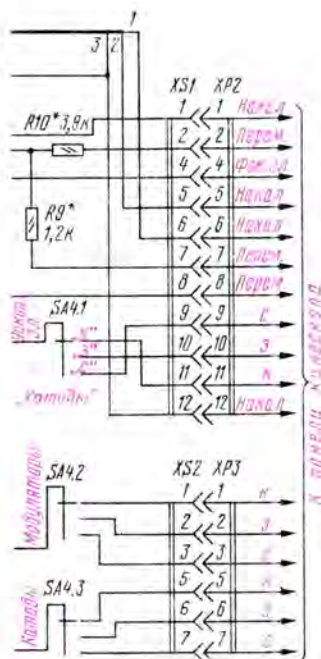 1
3 2
XS1 XP2
R10*3,9к 1 1 Накал
2 2 Перем.
4 4 Фокал.
5 5 Накал
R9* 6 6 Накал
1,2к 7 7 Перем.
8 8 Перем.
SA4.1 9 9 С
10 10 З
11 11 К
„Катоды" 12 12 Накал
К панели кинескопа
XS2 XP3
Модуляторы SA4.2 1 1 К
2 2 З
3 3 С
Катоды SA4.3 5 5 К
6 6
7 7 С